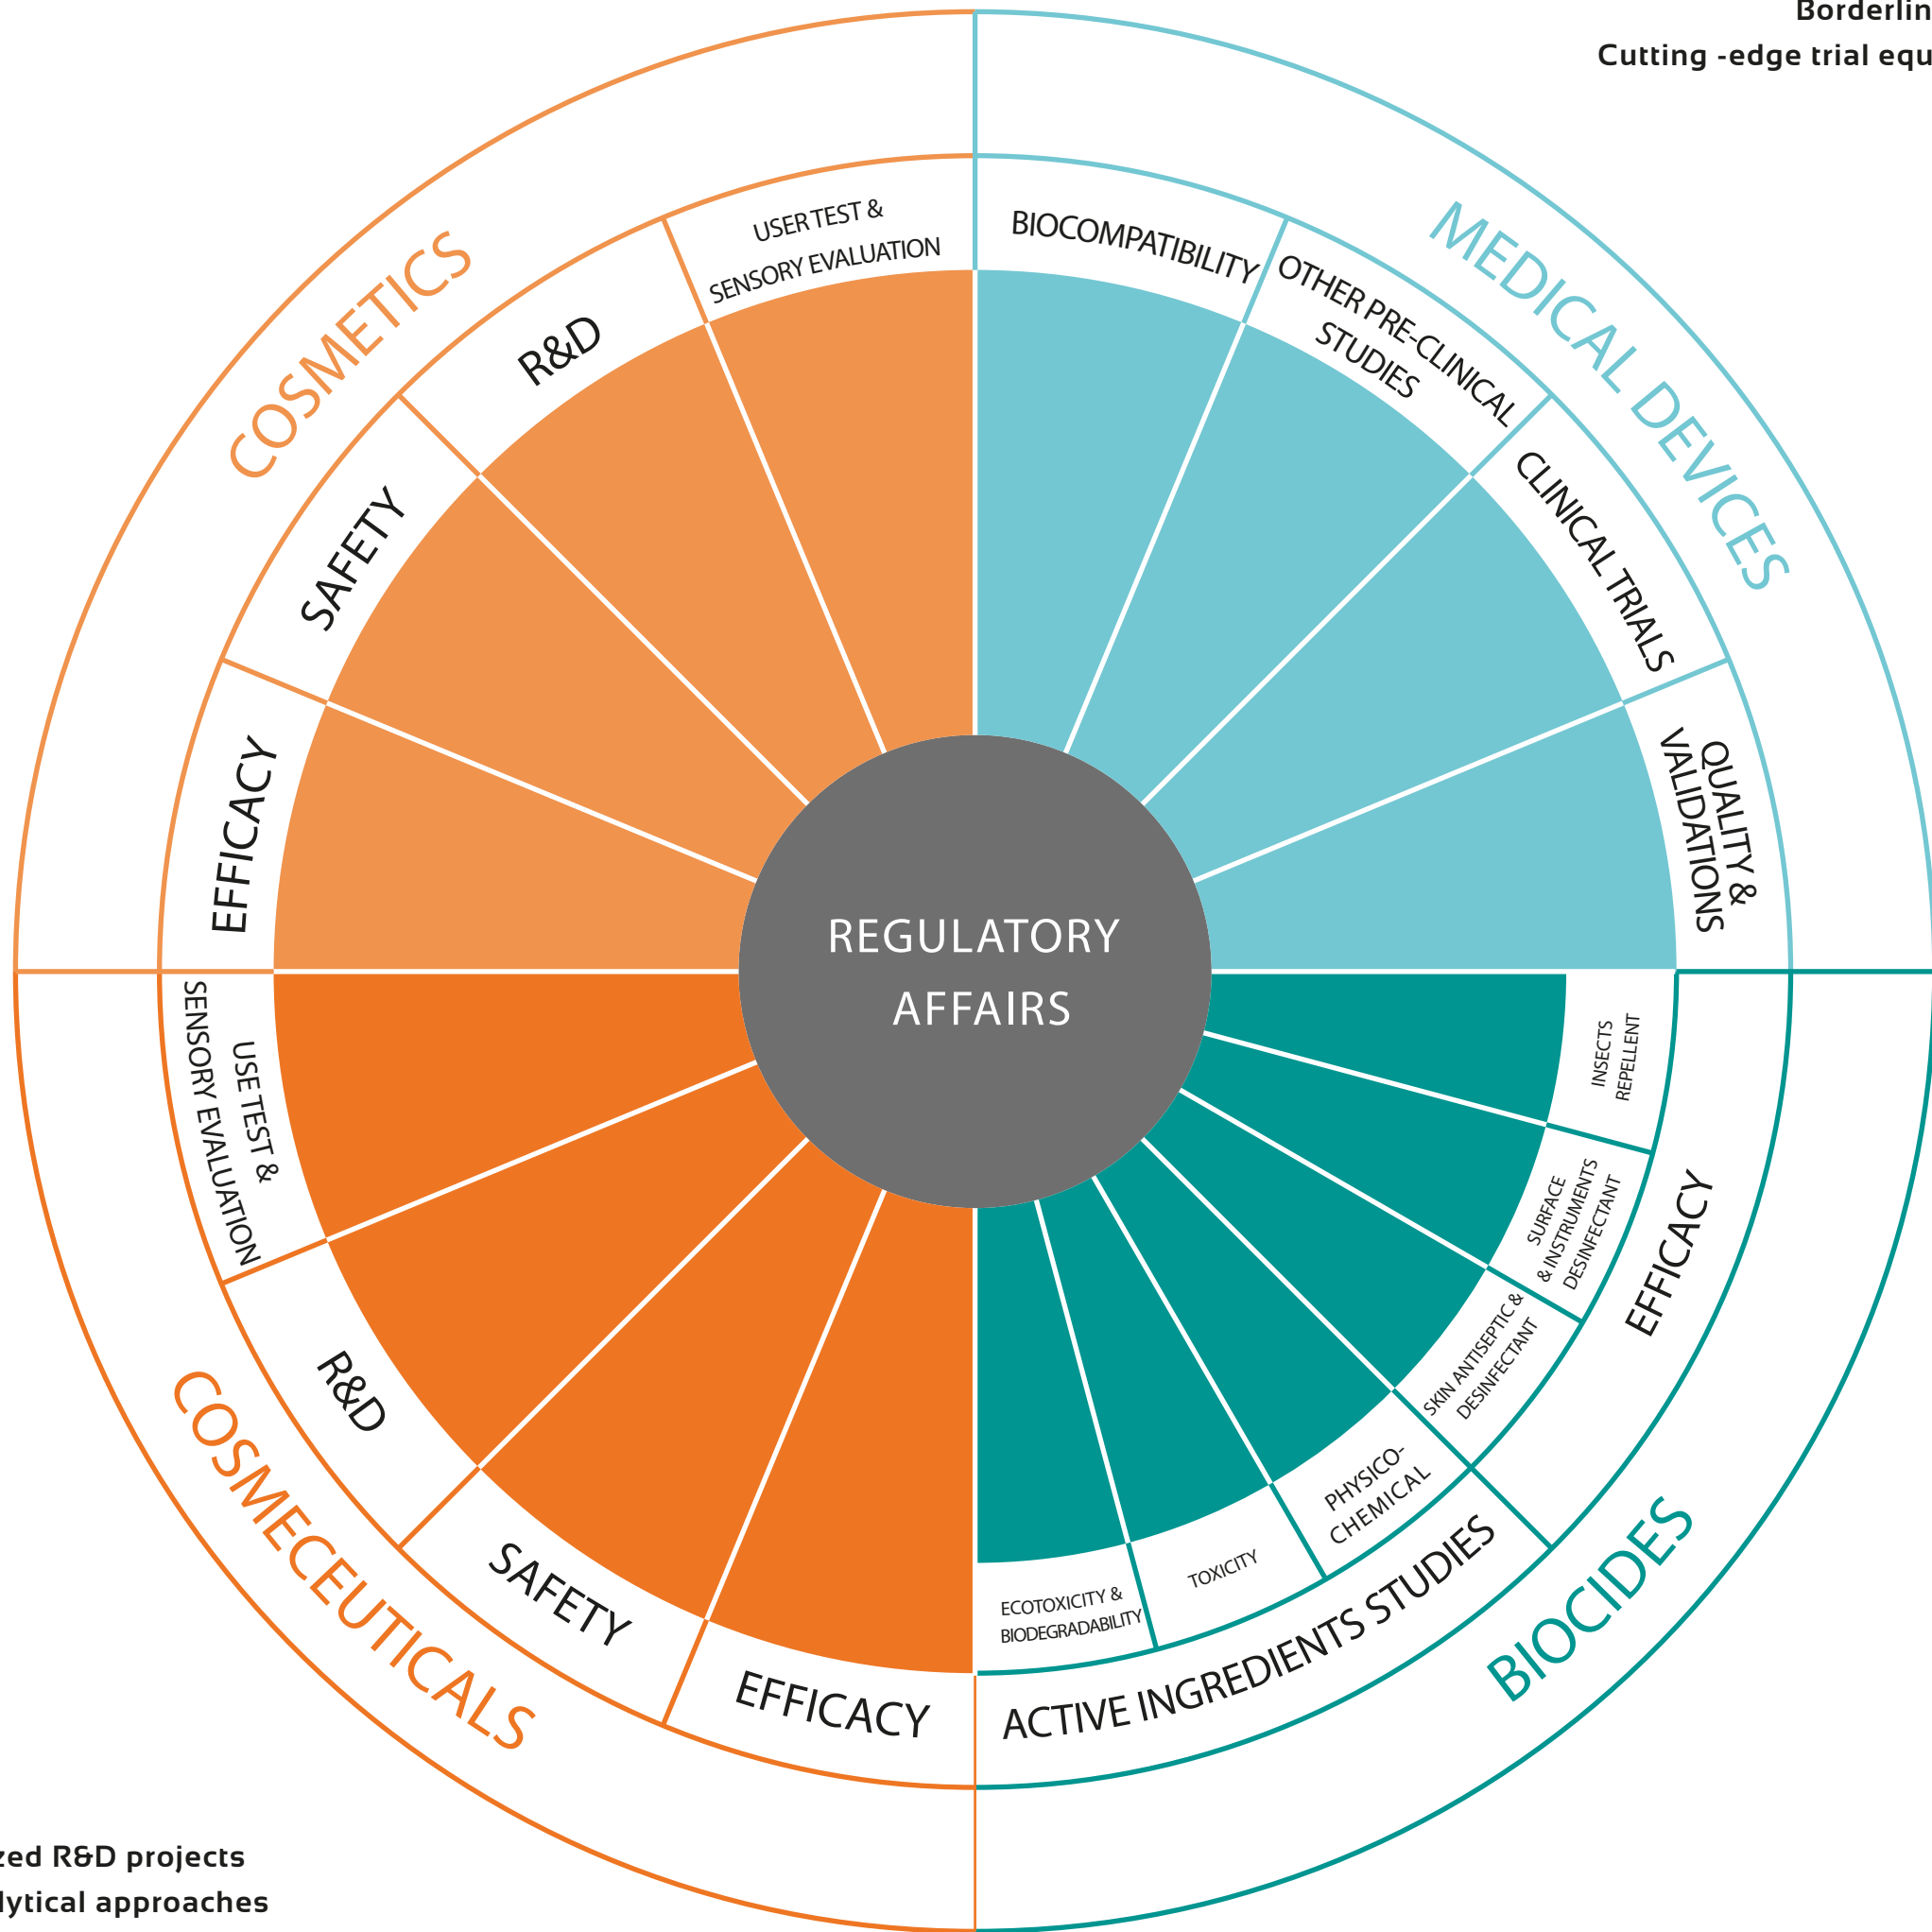 Borderlin
Cutting -edge trial equ
COSMETICS
USER TEST &
SENSORY EVALUATION
R&D
SAFETY
EFFICACY
MEDICAL DEVICES
BIOCOMPATIBILITY
OTHER PRE-CLINICAL
STUDIES
CLINICAL TRIALS
QUALITY &
VALIDATIONS
REGULATORY
AFFAIRS
COSMECEUTICALS
USE TEST &
SENSORY EVALUATION
R&D
SAFETY
EFFICACY
BIOCIDES
EFFICACY
INSECTS
REPELLENT
SURFACE
& INSTRUMENTS
DESINFECTANT
SKIN ANTISEPTIC &
DESINFECTANT
ACTIVE INGREDIENTS STUDIES
PHYSICO-
CHEMICAL
TOXICITY
ECOTOXICITY &
BIODEGRADABILITY
zed R&D projects
lytical approaches